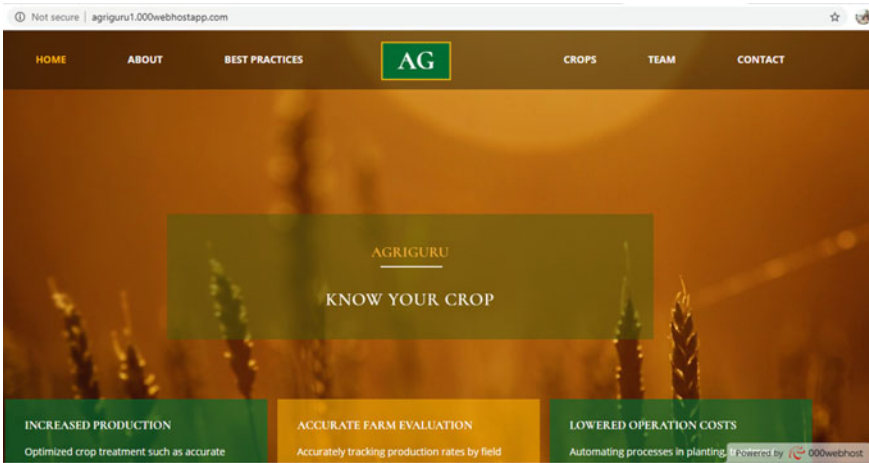 Not secure | agriguru1.000webhostapp.com
HOME ABOUT BEST PRACTICES AG CROPS TEAM CONTACT
AGRIGURU
KNOW YOUR CROP
INCREASED PRODUCTION
Optimized crop treatment such as accurate
ACCURATE FARM EVALUATION
Accurately tracking production rates by field
LOWERED OPERATION COSTS
Automating processes in planting,
Powered by 000webhost